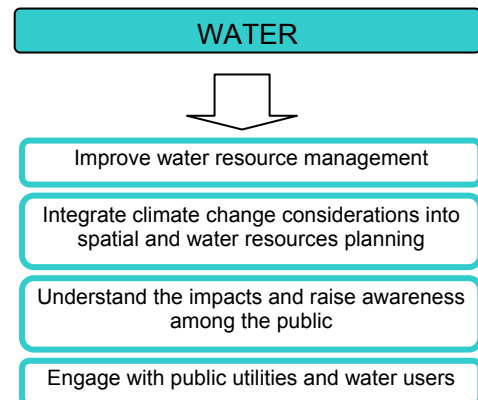 WATER
Improve water resource management
Integrate climate change considerations into
spatial and water resources planning
Understand the impacts and raise awareness
among the public
Engage with public utilities and water users